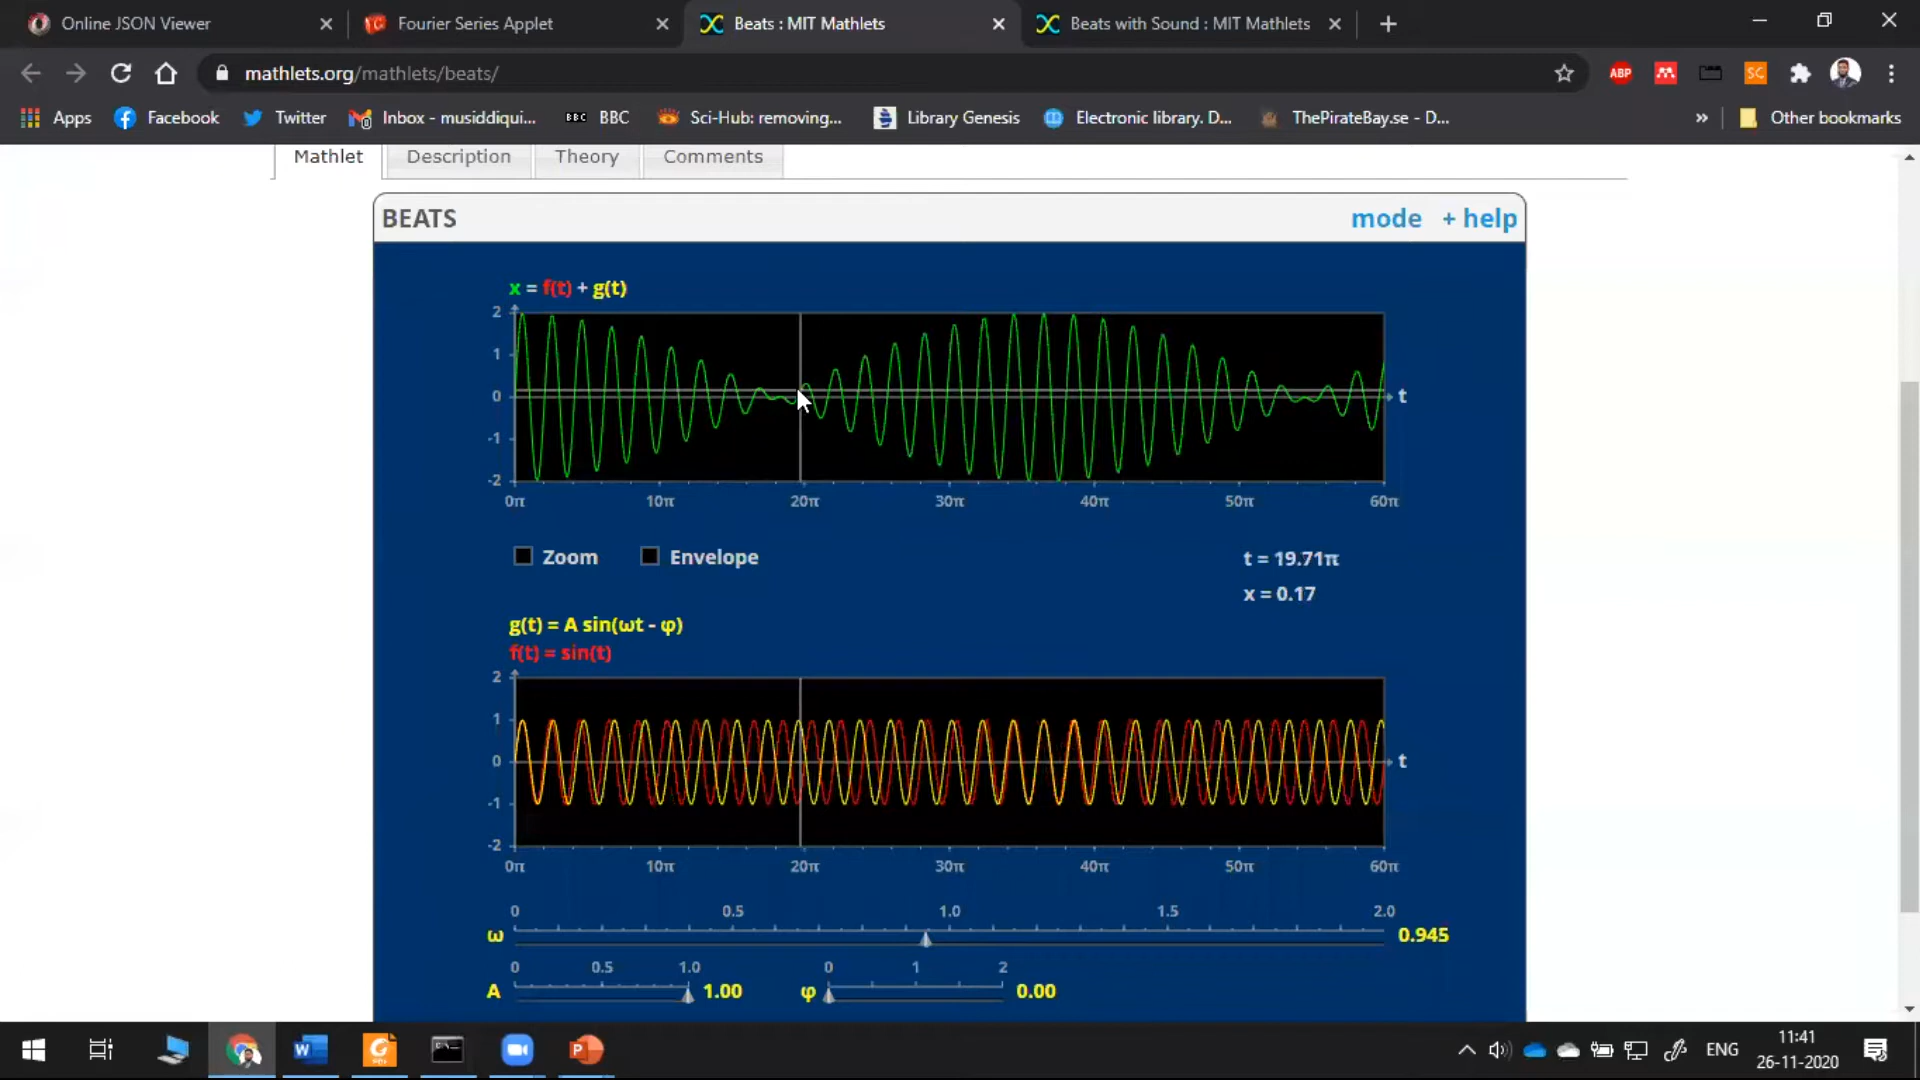 Online JSON Viewer
Fourier Series Applet
Beats : MIT Mathlets
Beats with Sound : MIT Mathlets
mathlets.org/mathlets/beats/
ABP
SC
Apps
Facebook
Twitter
Inbox - musiddiqui...
BBC BBC
Sci-Hub: removing...
Library Genesis
Electronic library. D...
ThePirateBay.se - D...
»
Other bookmarks
Mathlet
Description
Theory
Comments
BEATS
mode
+ help
x = f(t) + g(t)
2
1
0
-1
-2
t
0π 10π 20π 30π 40π 50π 60π
Zoom
Envelope
t = 19.71π
x = 0.17
g(t) = A sin(ωt - φ)
f(t) = sin(t)
2
1
0
-1
-2
t
0π 10π 20π 30π 40π 50π 60π
0 0.5 1.0 1.5 2.0
ω 0.945
0 0.5 1.0
A 1.00
0 1 2
φ 0.00
ENG
11:41
26-11-2020